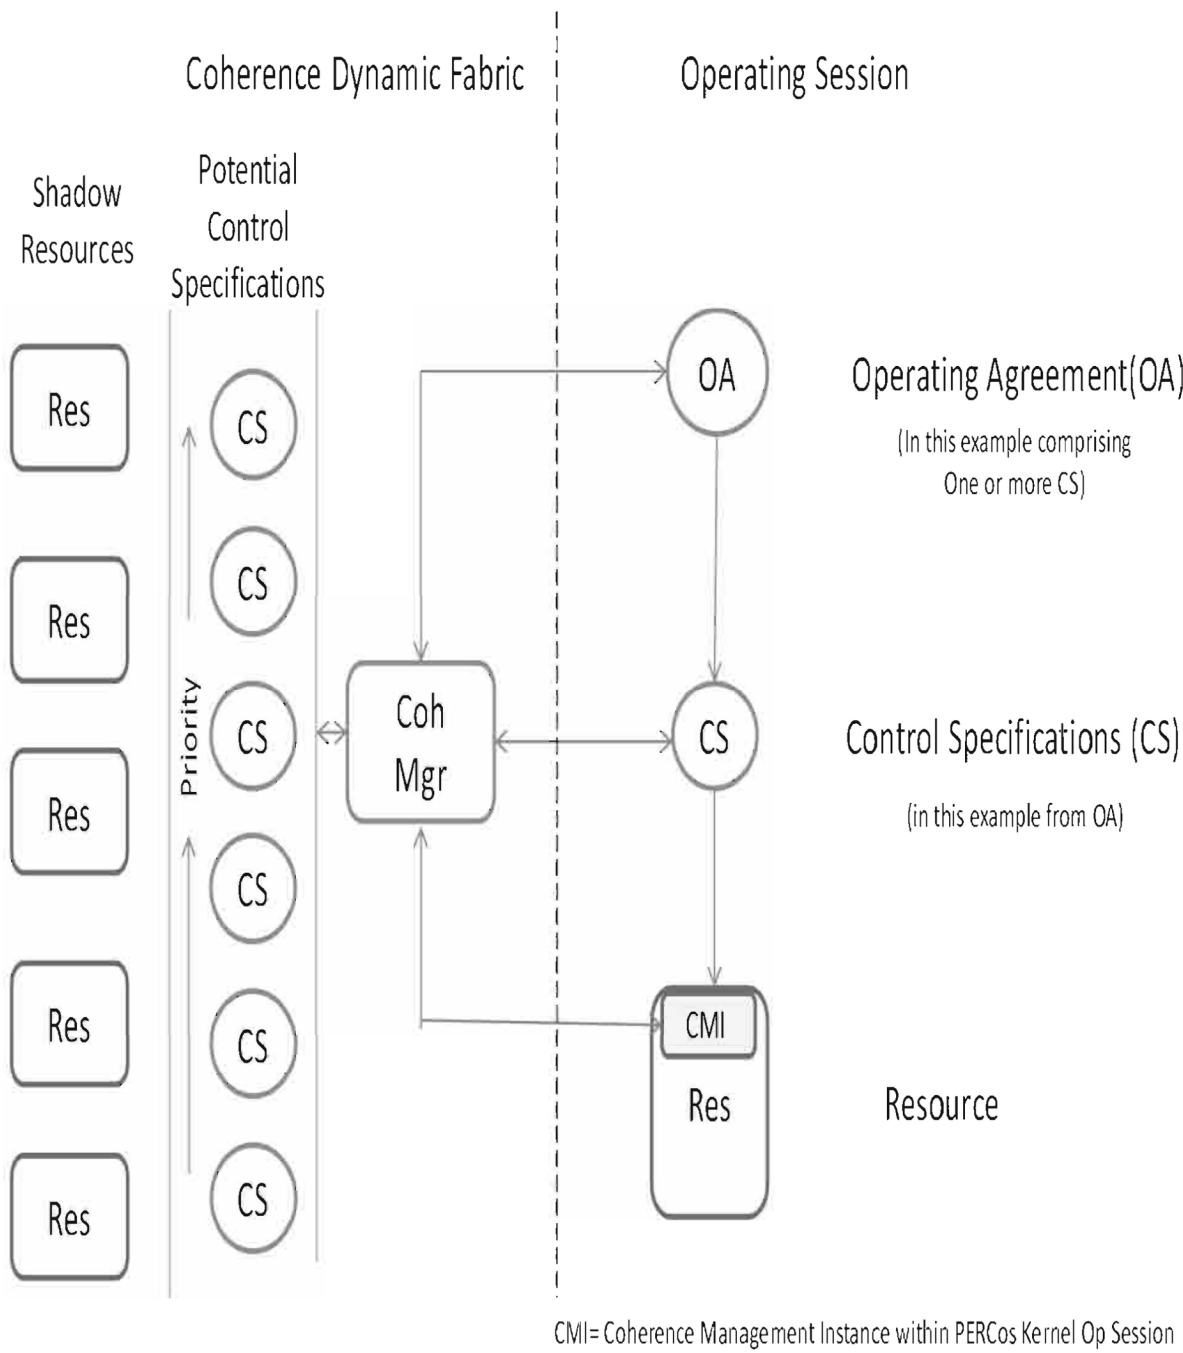 Coherence Dynamic Fabric
Operating Session
Shadow
Resources
Potential
Control
Specifications
Res
Res
Res
Res
Res
Priority
CS
CS
CS
CS
CS
CS
Coh
Mgr
OA
Operating Agreement(OA)
(In this example comprising
One or more CS)
CS
Control Specifications (CS)
(in this example from OA)
CMI
Res
Resource
CMI= Coherence Management Instance within PERCos Kernel Op Session